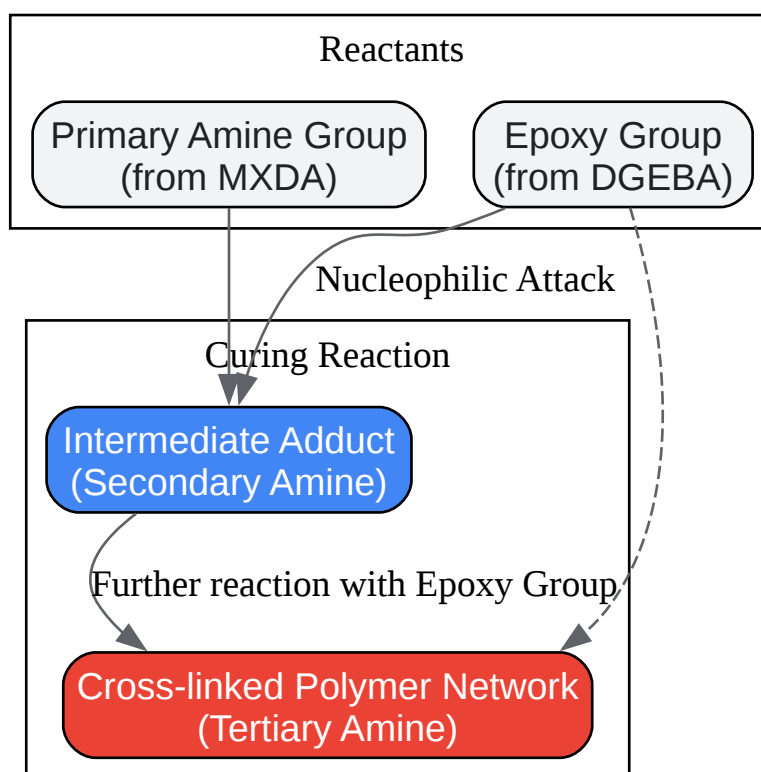 Reactants
Primary Amine Group
(from MXDA)
Epoxy Group
(from DGEBA)
Nucleophilic Attack
Curing Reaction
Intermediate Adduct
(Secondary Amine)
Further reaction with Epoxy Group
Cross-linked Polymer Network
(Tertiary Amine)